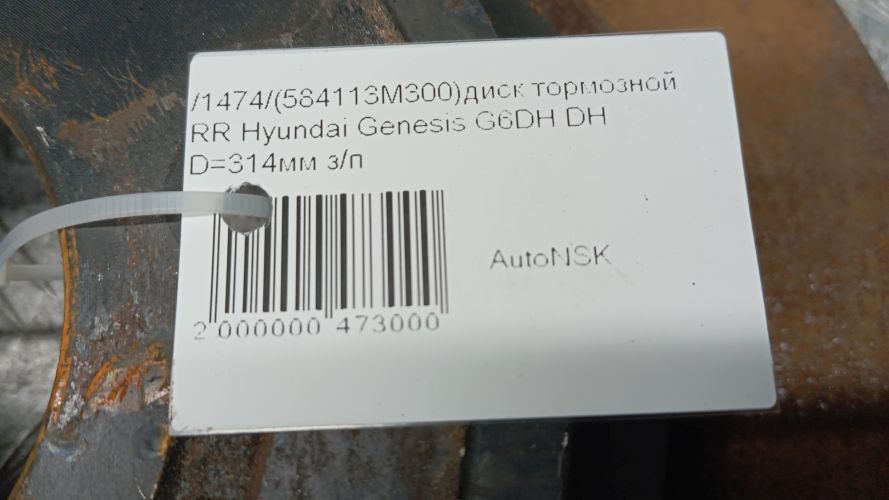 /1474/(584113M300)диск тормозной
RR Hyundai Genesis G6DH DH
D=314мм з/п
AutoNSK
2 000000 473000